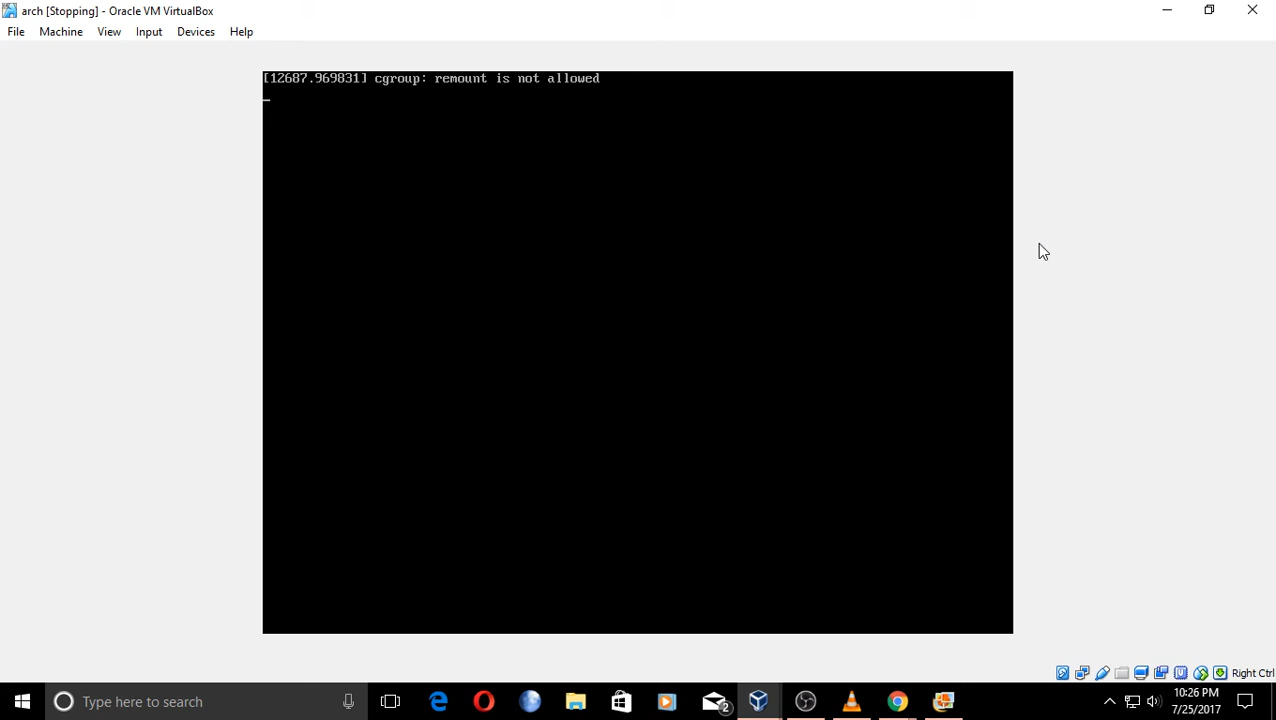 arch [Stopping] - Oracle VM VirtualBox
File Machine View Input Devices Help
[12687.969831] cgroup: remount is not allowed
Right Ctrl
Type here to search
2
10:26 PM
7/25/2017